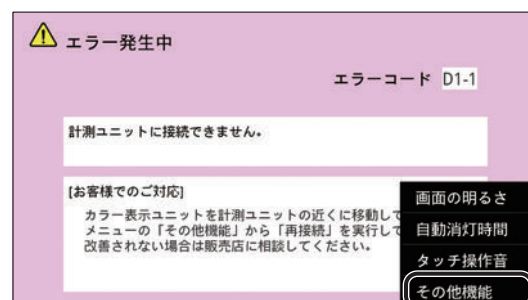 エラー発生中
エラーコード D1-1
計測ユニットに接続できません。
[お客様でのご対応]
カラー表示ユニットを計測ユニットの近くに移動して
メニューの「その他機能」から「再接続」を実行して
改善されない場合は販売店に相談してください。
画面の明るさ
自動消灯時間
タッチ操作音
その他機能